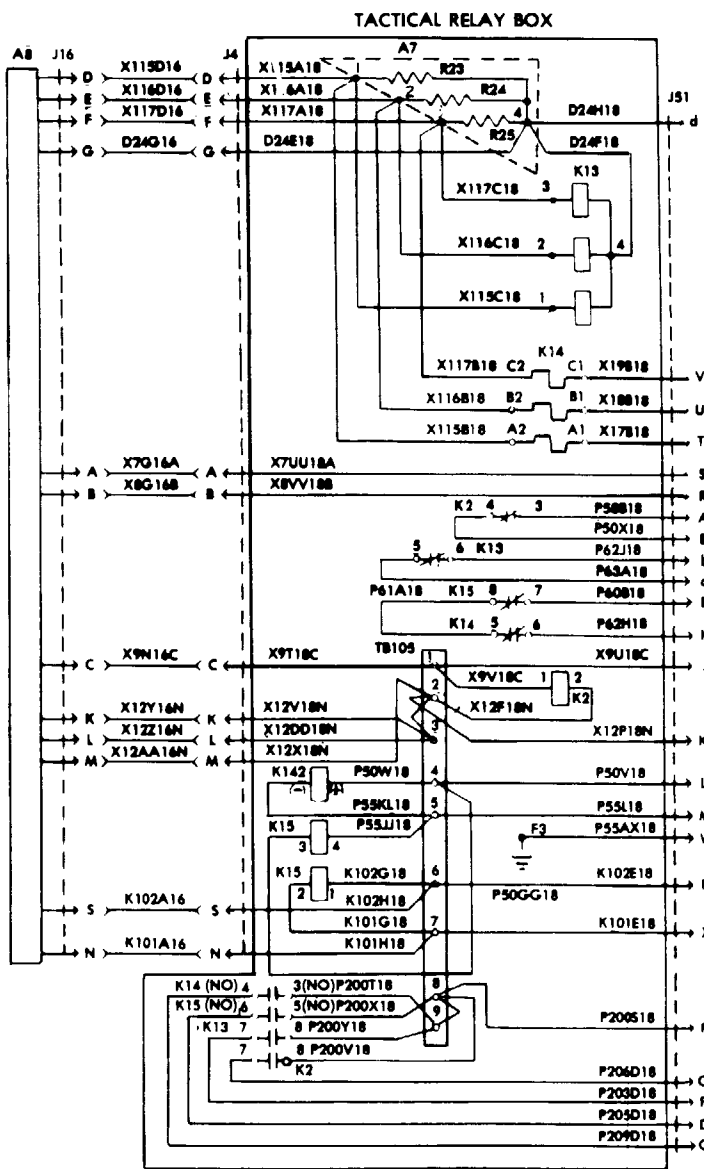 TACTICAL RELAY BOX
A8 J16 J4 A7 J51
D X115D16 D X115A18 R23
E X116D16 E X116A18 2 R24
F X117D16 F X117A18 4 D24H18 d
R25
G D24G16 G D24E18 D24F18
K13
X117C18 3
X116C18 2 4
X115C18 1
K14
X117B18 C2 C1 X19B18 V
X116B18 B2 B1 X18B18 U
X115B18 A2 A1 X17B18 T
A X7G16A A X7UU18A S
B X8G16B B X8VV18B R
K2 4 3 P58B18 A
P50X18
5 6 K13 P62J18
P63A18
P61A18 K15 8 7 P60B18
K14 5 6 P62H18
TB105
C X9N16C C X9T18C 1 X9U18C
X9V18C 1 2
K2
2 X12F18N
K X12Y16N K X12V18N
L X12Z16N L X12DD18N 3 X12P18N K
M X12AA16N M X12X18N
K142 P50W18 4 P50V18 L
(-) (+)
P55KL18 5 P55L18
K15 P55JJ18
3 4
F3 P55AX18
K15 K102G18 6 K102E18
2 1
P50GG18
S K102A16 S K102H18
K101G18 7 K101E18 X
N K101A16 N K101H18
K14 (NO) 4 3(NO)P200T18 8
K15 (NO) 6 5(NO)P200X18 9 P200S18
K13 7 8 P200Y18
7 8 P200V18
K2
P206D18
P203D18
P205D18
P209D18